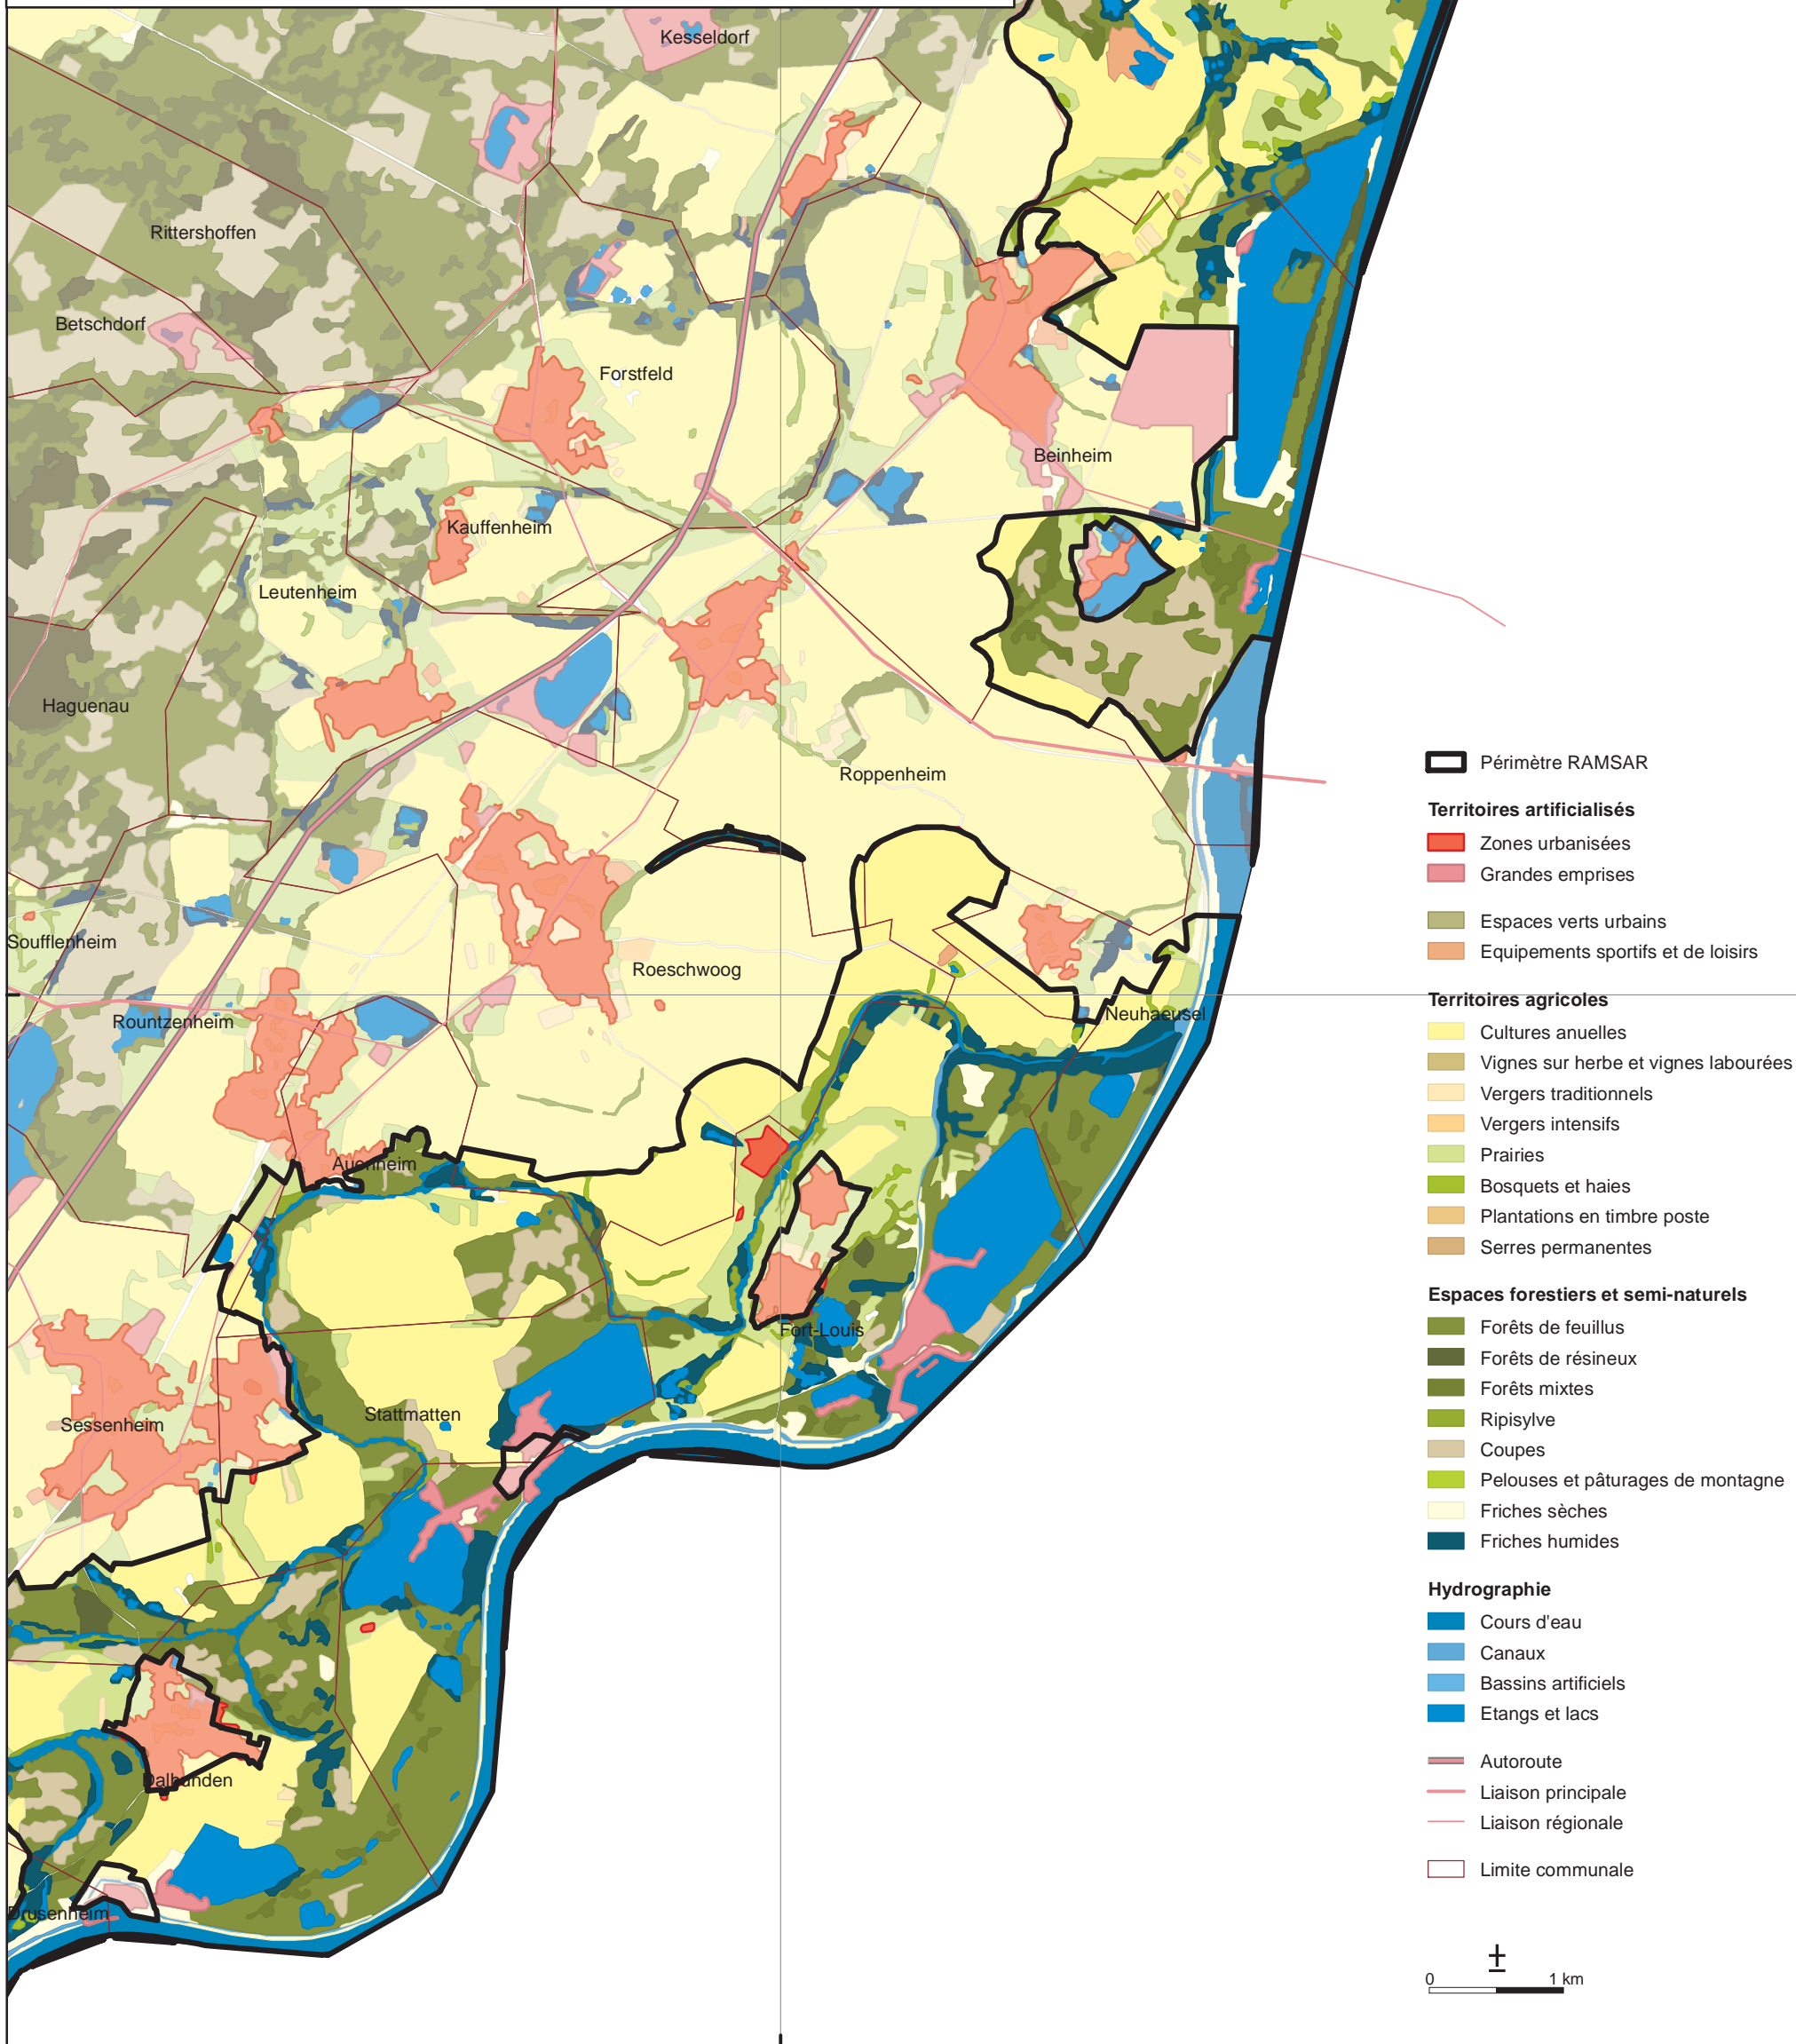 Kesseldorf
Rittershoffen
Betschdorf
Forstfeld
Beinheim
Kauffenheim
Leutenheim
Haguenau
Roppenheim
Soufflenheim
Roeschwoog
Rountzenheim
Neuhaeusel
Auenheim
Fort-Louis
Stattmatten
Sessenheim
Dalhunden
Drusenheim
Périmètre RAMSAR
Territoires artificialisés
Zones urbanisées
Grandes emprises
Espaces verts urbains
Equipements sportifs et de loisirs
Territoires agricoles
Cultures anuelles
Vignes sur herbe et vignes labourées
Vergers traditionnels
Vergers intensifs
Prairies
Bosquets et haies
Plantations en timbre poste
Serres permanentes
Espaces forestiers et semi-naturels
Forêts de feuillus
Forêts de résineux
Forêts mixtes
Ripisylve
Coupes
Pelouses et pâturages de montagne
Friches sèches
Friches humides
Hydrographie
Cours d'eau
Canaux
Bassins artificiels
Etangs et lacs
Autoroute
Liaison principale
Liaison régionale
Limite communale
±
0 1 km